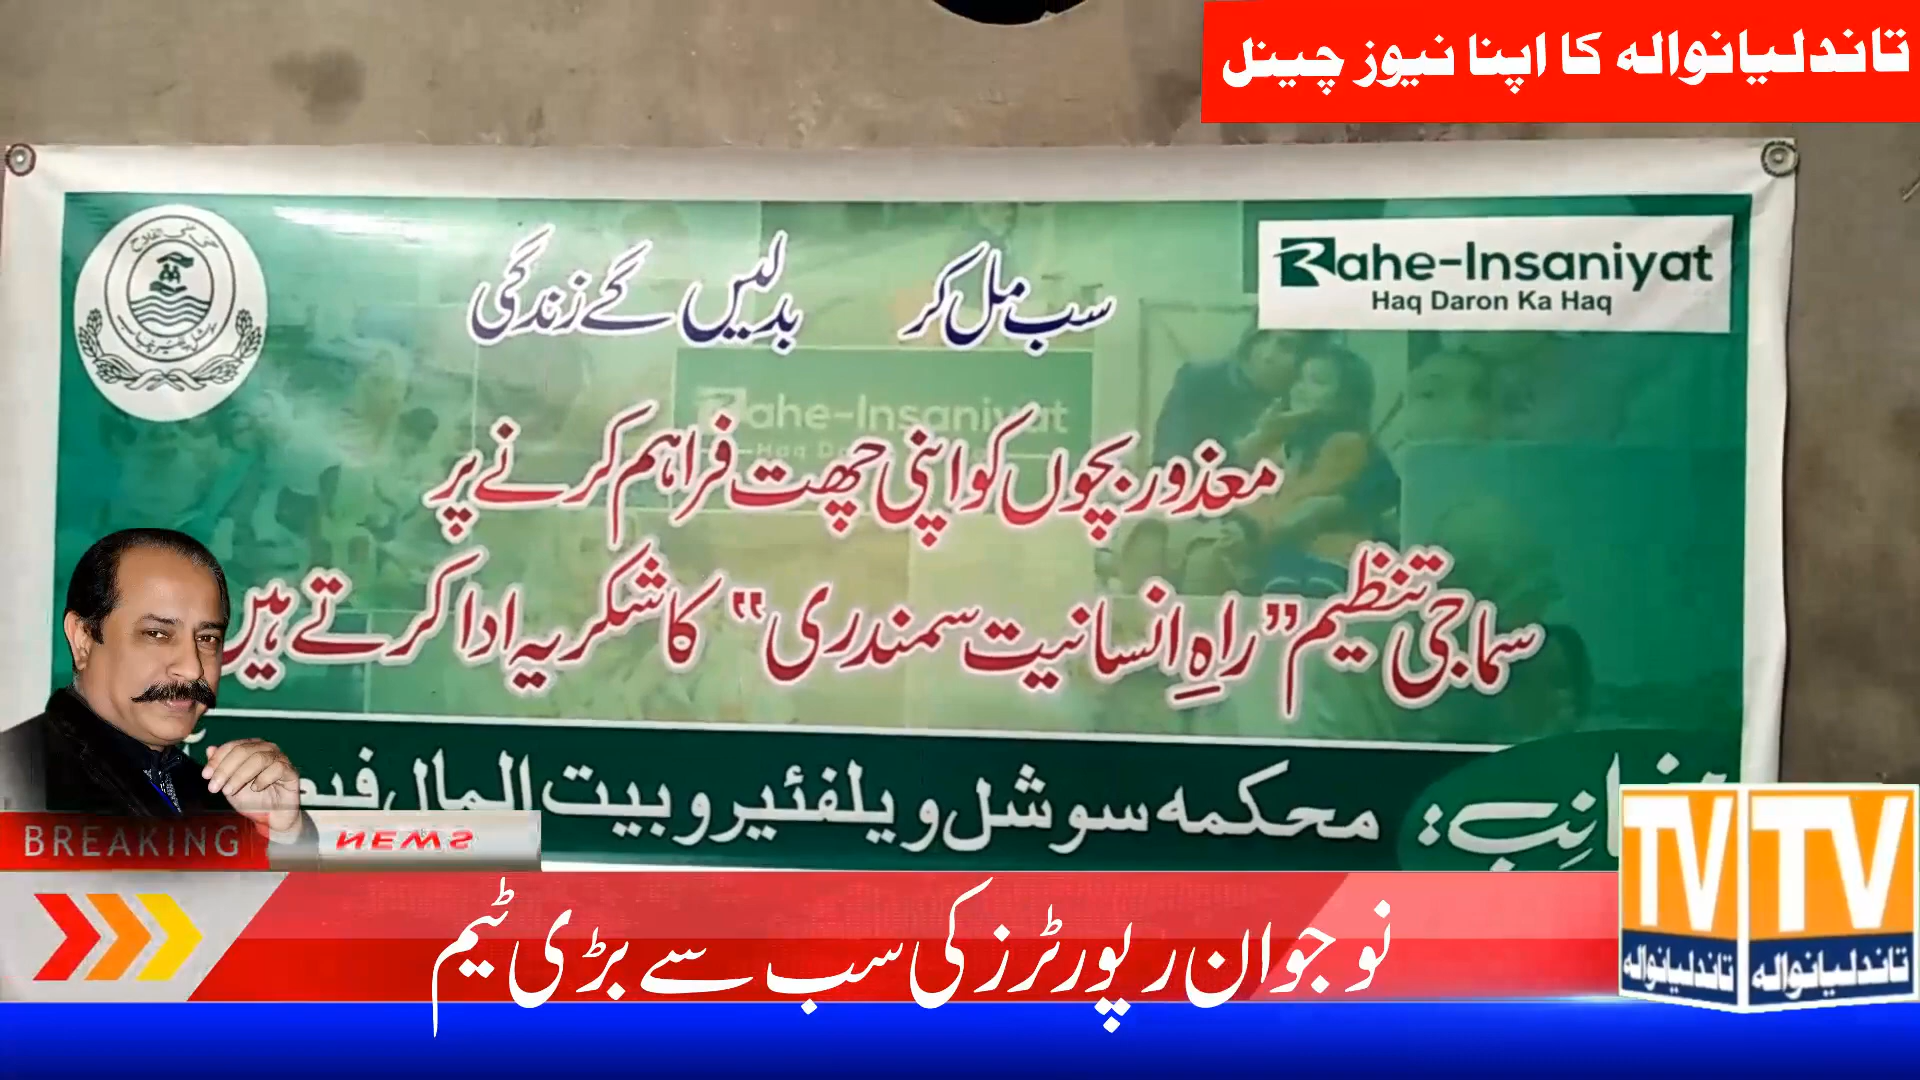 تاندلیانوالہ کا اپنا نیوز چینل
Rahe-Insaniyat
Haq Daron Ka Haq
سب مل کر بدلیں گے زندگی
معذور بچوں کو اپنی چھت فراہم کرنے پر
سماجی تنظیم "راہِ انسانیت سمندری" کا شکریہ ادا کرتے ہیں
محکمہ سوشل ویلفئیر و بیت المال
BREAKING NEWS
نوجوان رپورٹرز کی سب سے بڑی ٹیم
TV TV
تاندلیانوالہ تاندلیانوالہ